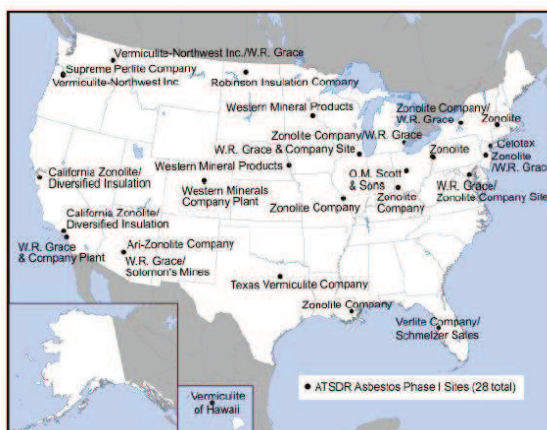 Vermiculite-Northwest Inc./W.R. Grace
Supreme Perlite Company
Vermiculite-Northwest Inc.
Robinson Insulation Company
Western Mineral Products
Zonolite Company/
W.R. Grace
Zonolite
Zonolite Company/W.R. Grace
Celotex
W.R. Grace & Company Site
Zonolite
Zonolite
/W.R. Grace
California Zonolite/
Diversified Insulation
Western Mineral Products
O.M. Scott
& Sons
Western Minerals
Company Plant
Zonolite Company
Zonolite
Company
W.R. Grace/
Zonolite Company Site
California Zonolite/
Diversified Insulation
W.R. Grace
& Company Plant
Ari-Zonolite Company
W.R. Grace/
Solomon's Mines
Texas Vermiculite Company
Zonolite Company
Verlite Company/
Schmelzer Sales
ATSDR Asbestos Phase I Sites (28 total)
Vermiculite
of Hawaii